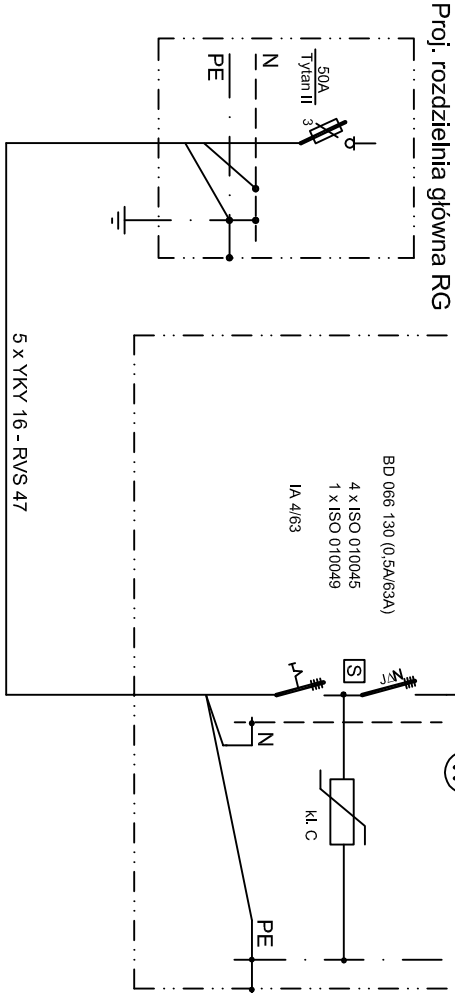 Proj. rozdzielnia główna RG
50A
Tytan II
3
N
PE
5 x YKY 16 - RVS 47
BD 066 130 (0,5A/63A)
4 x ISO 010045
1 x ISO 010049
IA 4/63
S
N
kl. C
PE